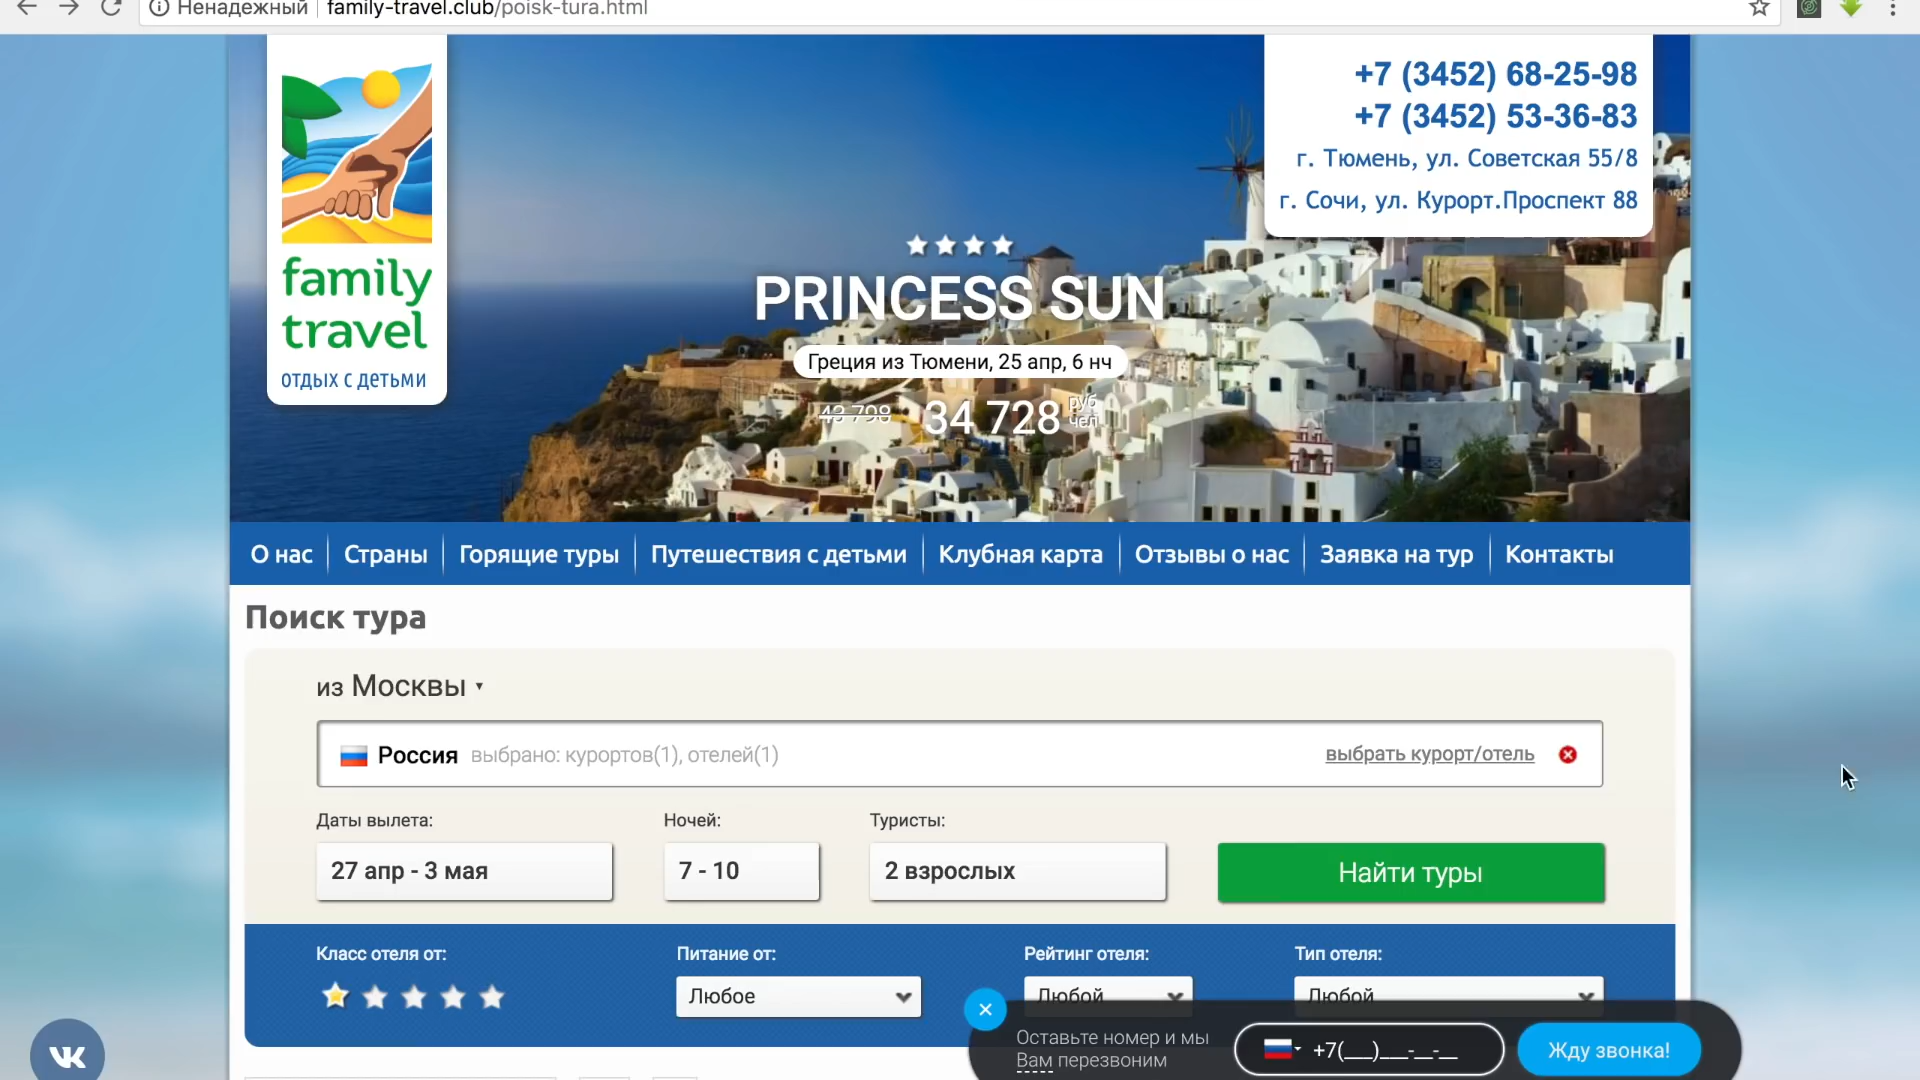 Ненадежный family-travel.club/poisk-tura.html
family
travel
отдых с детьми
+7 (3452) 68-25-98
+7 (3452) 53-36-83
г. Тюмень, ул. Советская 55/8
г. Сочи, ул. Курорт.Проспект 88
PRINCESS SUN
Греция из Тюмени, 25 апр, 6 нч
43 798 34 728 руб
чел
О нас Страны Горящие туры Путешествия с детьми Клубная карта Отзывы о нас Заявка на тур Контакты
Поиск тура
из Москвы
Россия выбрано: курортов(1), отелей(1) выбрать курорт/отель
Даты вылета: Ночей: Туристы:
27 апр - 3 мая 7 - 10 2 взрослых Найти туры
Класс отеля от: Питание от: Рейтинг отеля: Тип отеля:
Любое Любой Любой
Оставьте номер и мы
Вам перезвоним
+7(___)___-__-__ Жду звонка!